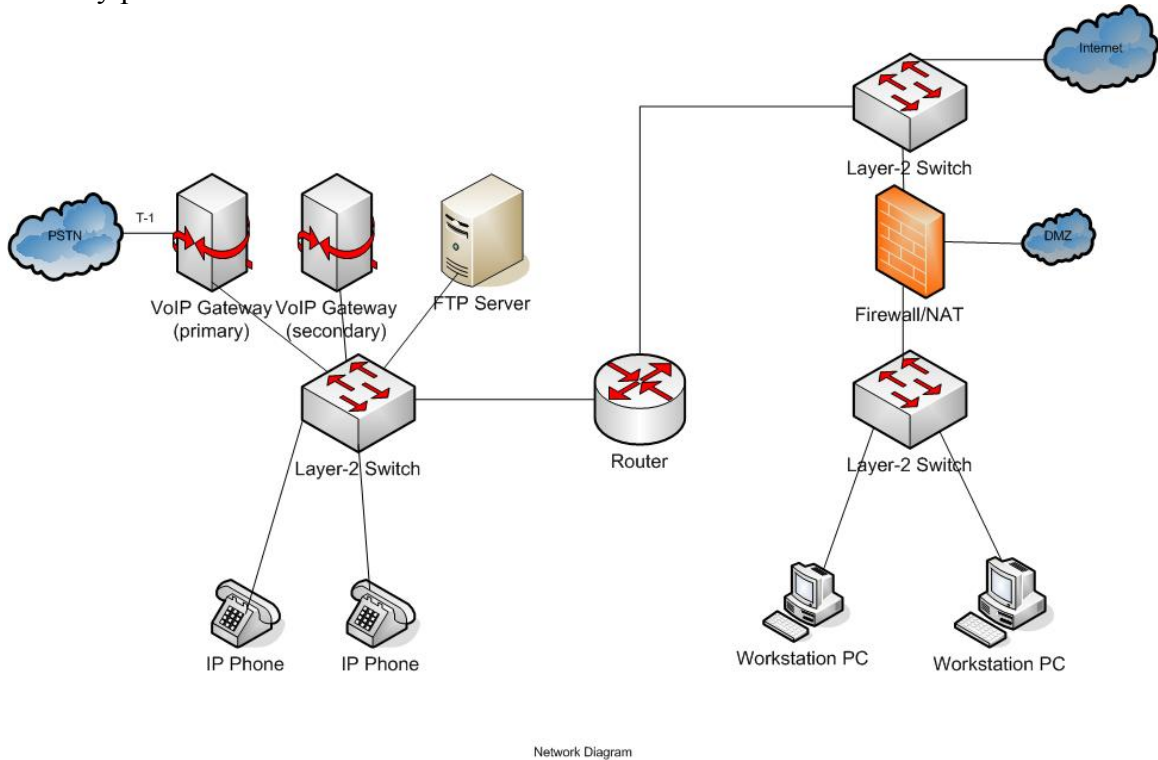 Internet
Layer-2 Switch
T-1
PSTN
DMZ
VoIP Gateway
(primary)
VoIP Gateway
(secondary)
FTP Server
Firewall/NAT
Layer-2 Switch
Router
Layer-2 Switch
IP Phone
IP Phone
Workstation PC
Workstation PC
Network Diagram